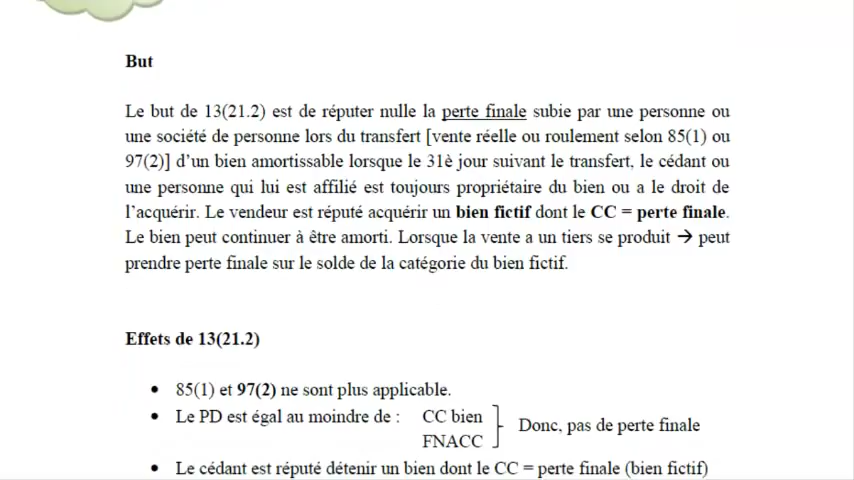 But
Le but de 13(21.2) est de réputer nulle la perte finale subie par une personne ou
une société de personne lors du transfert [vente réelle ou roulement selon 85(1) ou
97(2)] d’un bien amortissable lorsque le 31è jour suivant le transfert, le cédant ou
une personne qui lui est affilié est toujours propriétaire du bien ou a le droit de
l’acquérir. Le vendeur est réputé acquérir un bien fictif dont le CC = perte finale.
Le bien peut continuer à être amorti. Lorsque la vente a un tiers se produit → peut
prendre perte finale sur le solde de la catégorie du bien fictif.
Effets de 13(21.2)
• 85(1) et 97(2) ne sont plus applicable.
• Le PD est égal au moindre de : CC bien
FNACC
Donc, pas de perte finale
• Le cédant est réputé détenir un bien dont le CC = perte finale (bien fictif)